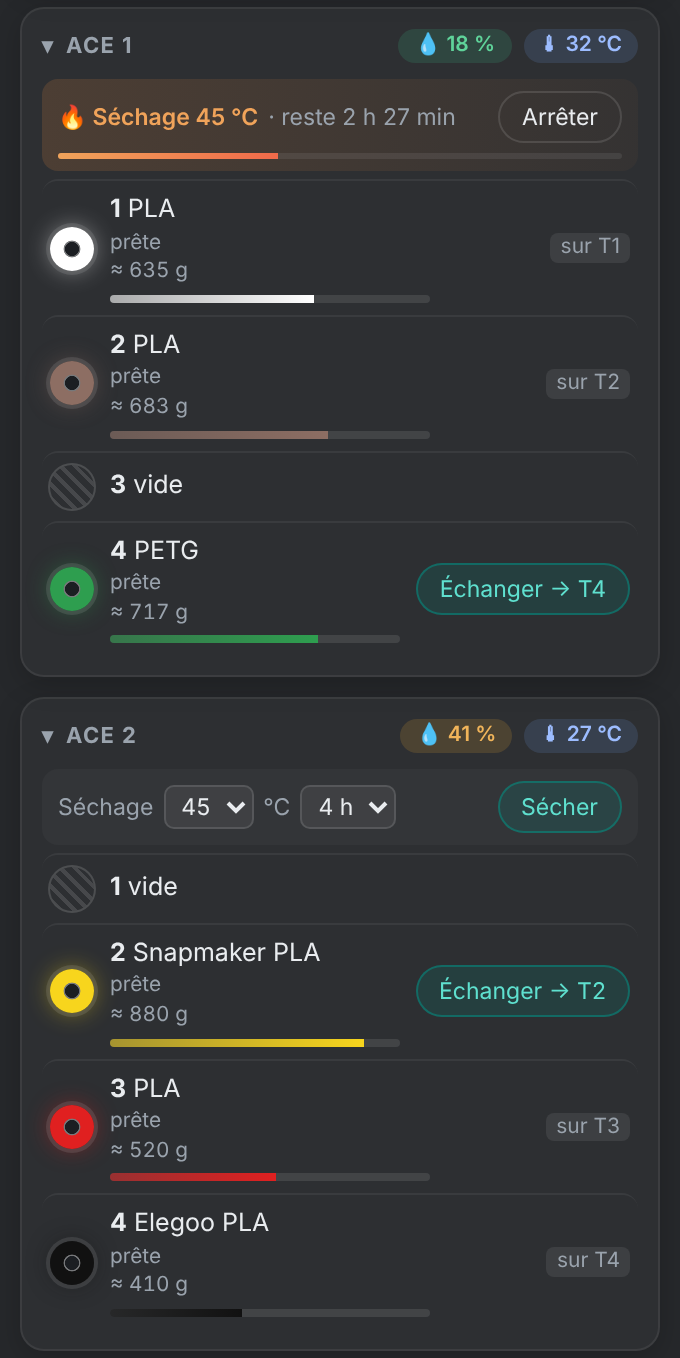 ▼ ACE 1 💧 18 % 🌡 32 °C
🔥 Séchage 45 °C · reste 2 h 27 min Arrêter
1 PLA
prête
≈ 635 g
sur T1
2 PLA
prête
≈ 683 g
sur T2
3 vide
4 PETG
prête
≈ 717 g
Échanger → T4
▼ ACE 2 💧 41 % 🌡 27 °C
Séchage 45 °C 4 h Sécher
1 vide
2 Snapmaker PLA
prête
≈ 880 g
Échanger → T2
3 PLA
prête
≈ 520 g
sur T3
4 Elegoo PLA
prête
≈ 410 g
sur T4